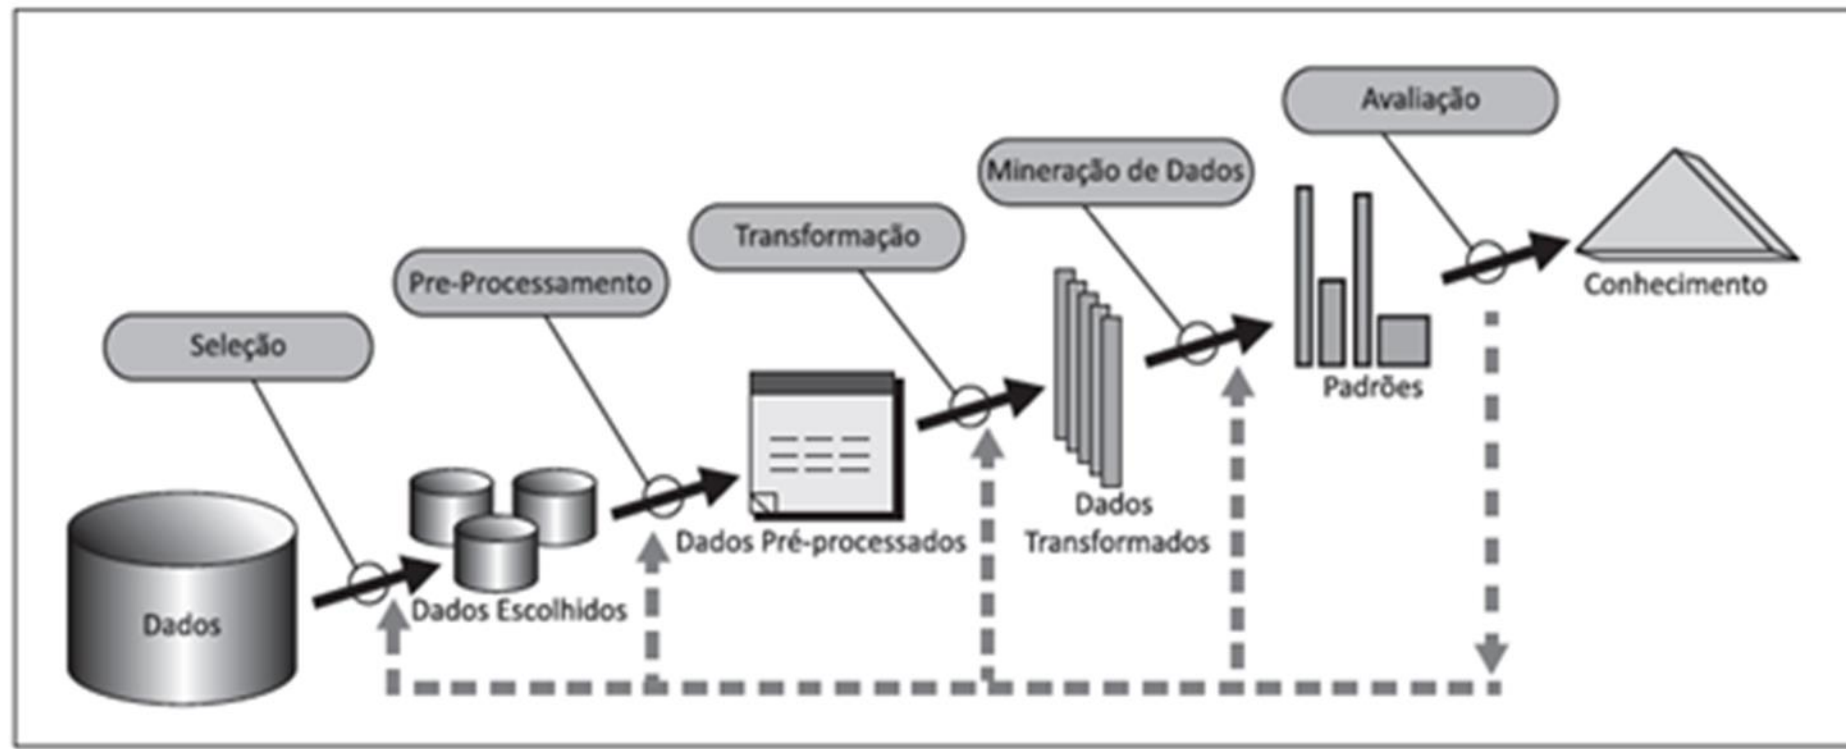 Avaliação
Mineração de Dados
Transformação
Pre-Processamento
Seleção
Conhecimento
Padrões
Dados
Transformados
Dados Pré-processados
Dados Escolhidos
Dados